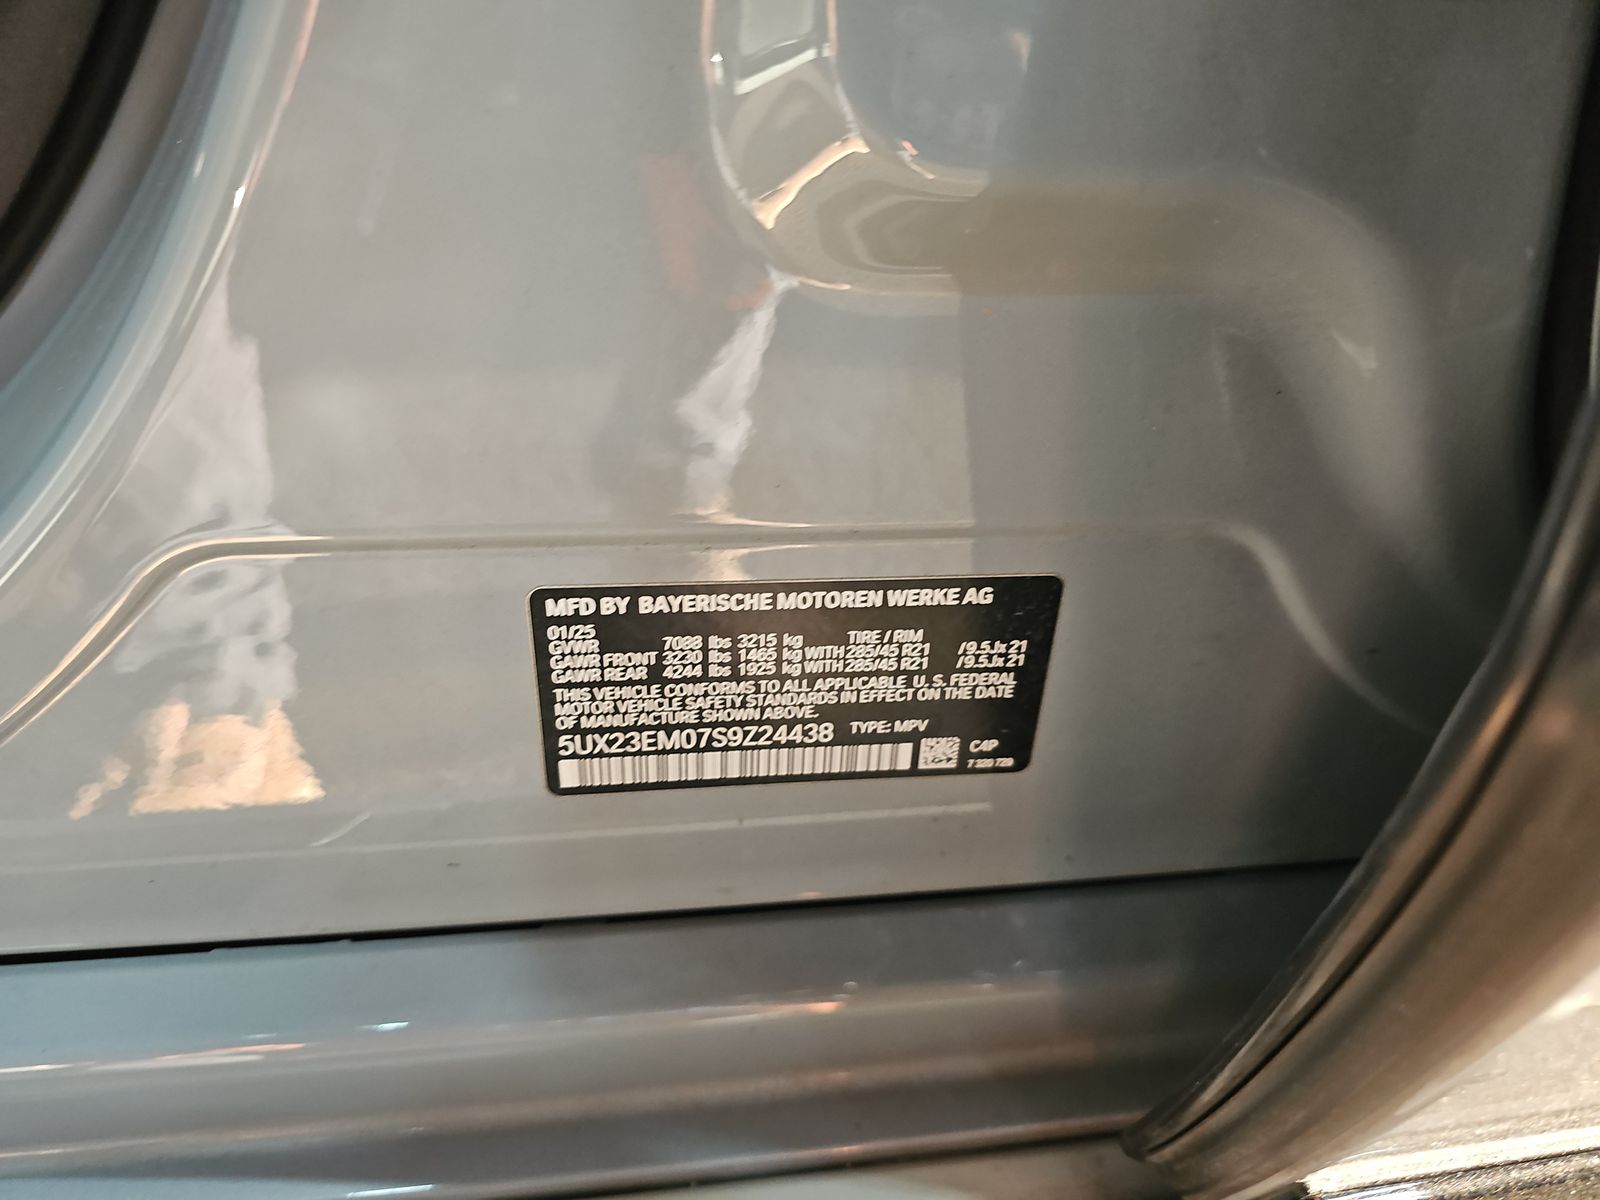 MFD BY BAYERISCHE MOTOREN WERKE AG
01/25
GVWR 7088 lbs 3215 kg TIRE / RIM
GAWR FRONT 3230 lbs 1465 kg WITH 285/45 R21 /9.5Jx21
GAWR REAR 4244 lbs 1925 kg WITH 285/45 R21 /9.5Jx21
THIS VEHICLE CONFORMS TO ALL APPLICABLE U. S. FEDERAL
MOTOR VEHICLE SAFETY STANDARDS IN EFFECT ON THE DATE
OF MANUFACTURE SHOWN ABOVE.
5UX23EM07S9Z24438 TYPE: MPV
C4P